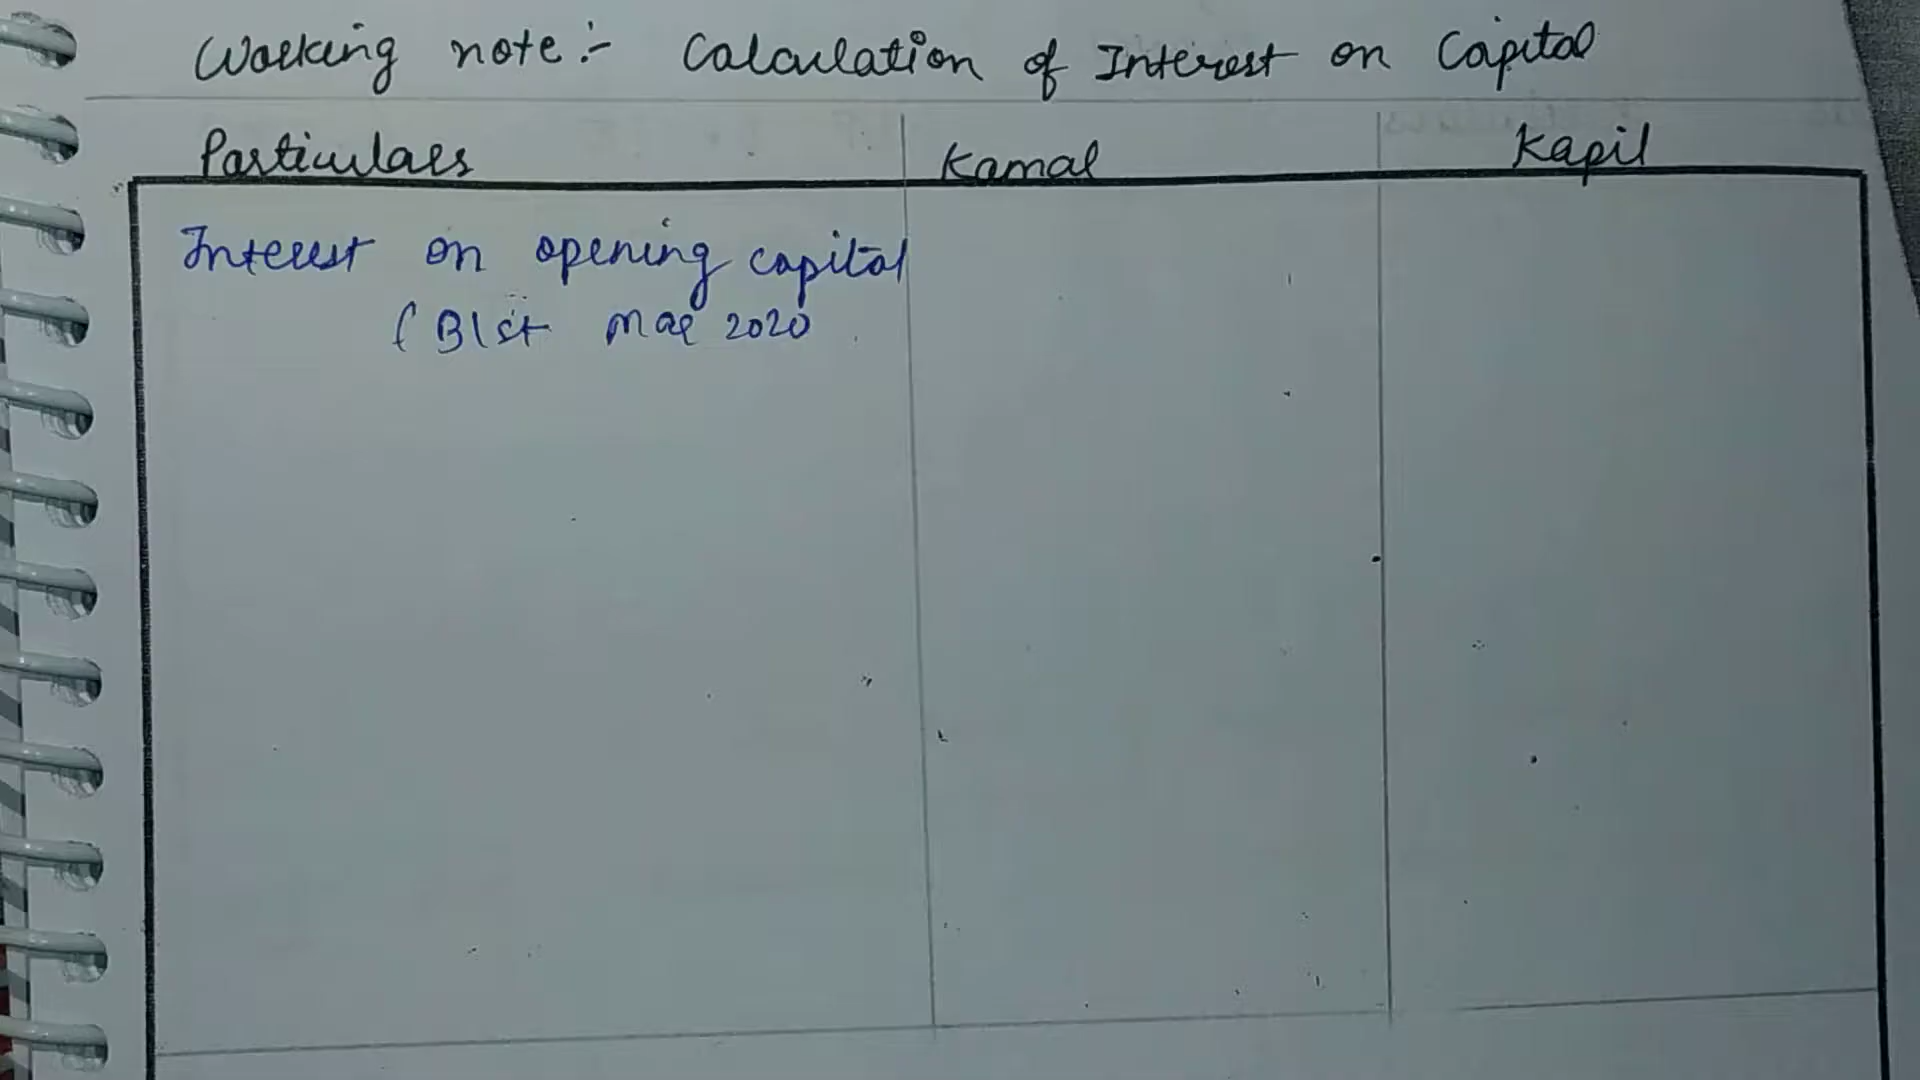 Working note :- Calculation of Interest on Capital
Particulars Kamal Kapil
Interest on opening capital
(31st Mar 2020